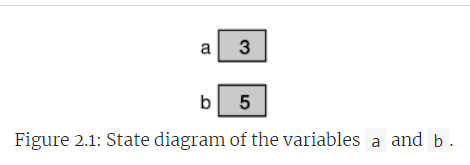 a 3
b 5
Figure 2.1: State diagram of the variables a and b .